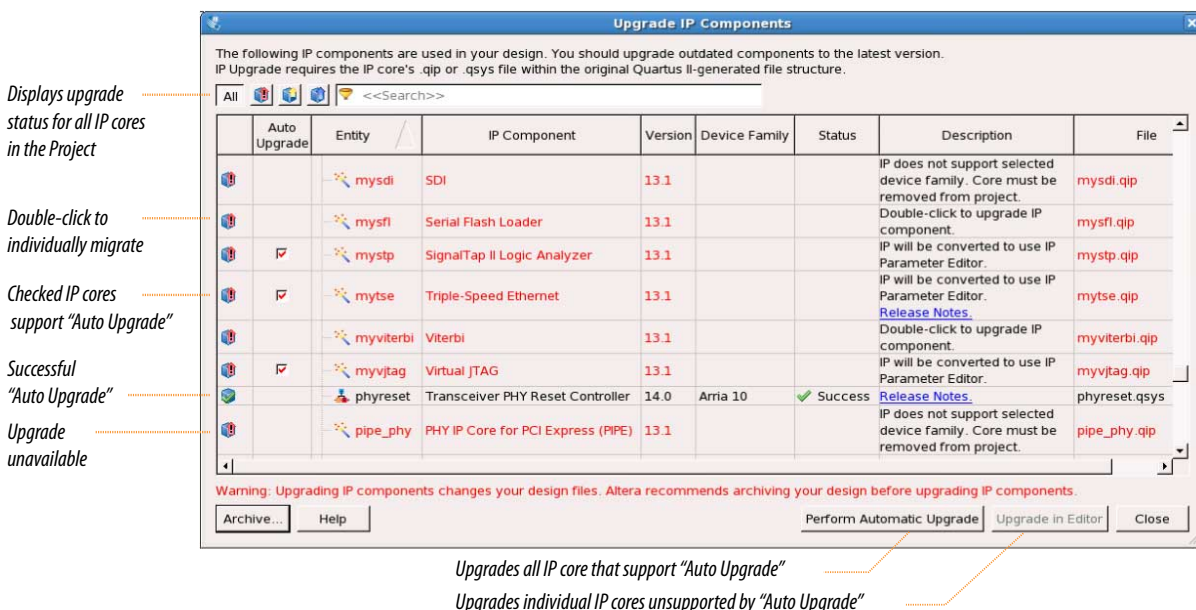 Upgrade IP Components
The following IP components are used in your design. You should upgrade outdated components to the latest version.
IP Upgrade requires the IP core's .qip or .qsys file within the original Quartus II-generated file structure.
Displays upgrade
status for all IP cores
in the Project
All <<Search>>
Auto Upgrade Entity IP Component Version Device Family Status Description File
mysdi SDI 13.1 IP does not support selected device family. Core must be removed from project. mysdi.qip
Double-click to
individually migrate
mysfl Serial Flash Loader 13.1 Double-click to upgrade IP component. mysfl.qip
mystp SignalTap II Logic Analyzer 13.1 IP will be converted to use IP Parameter Editor. mystp.qip
Checked IP cores
support “Auto Upgrade”
mytse Triple-Speed Ethernet 13.1 IP will be converted to use IP Parameter Editor. Release Notes. mytse.qip
myviterbi Viterbi 13.1 Double-click to upgrade IP component. myviterbi.qip
Successful
“Auto Upgrade”
myvjtag Virtual JTAG 13.1 IP will be converted to use IP Parameter Editor. myvjtag.qip
phyreset Transceiver PHY Reset Controller 14.0 Arria 10 Success Release Notes. phyreset.qsys
Upgrade
unavailable
pipe_phy PHY IP Core for PCI Express (PIPE) 13.1 IP does not support selected device family. Core must be removed from project. pipe_phy.qip
Warning: Upgrading IP components changes your design files. Altera recommends archiving your design before upgrading IP components.
Archive... Help Perform Automatic Upgrade Upgrade in Editor Close
Upgrades all IP core that support “Auto Upgrade”
Upgrades individual IP cores unsupported by “Auto Upgrade”